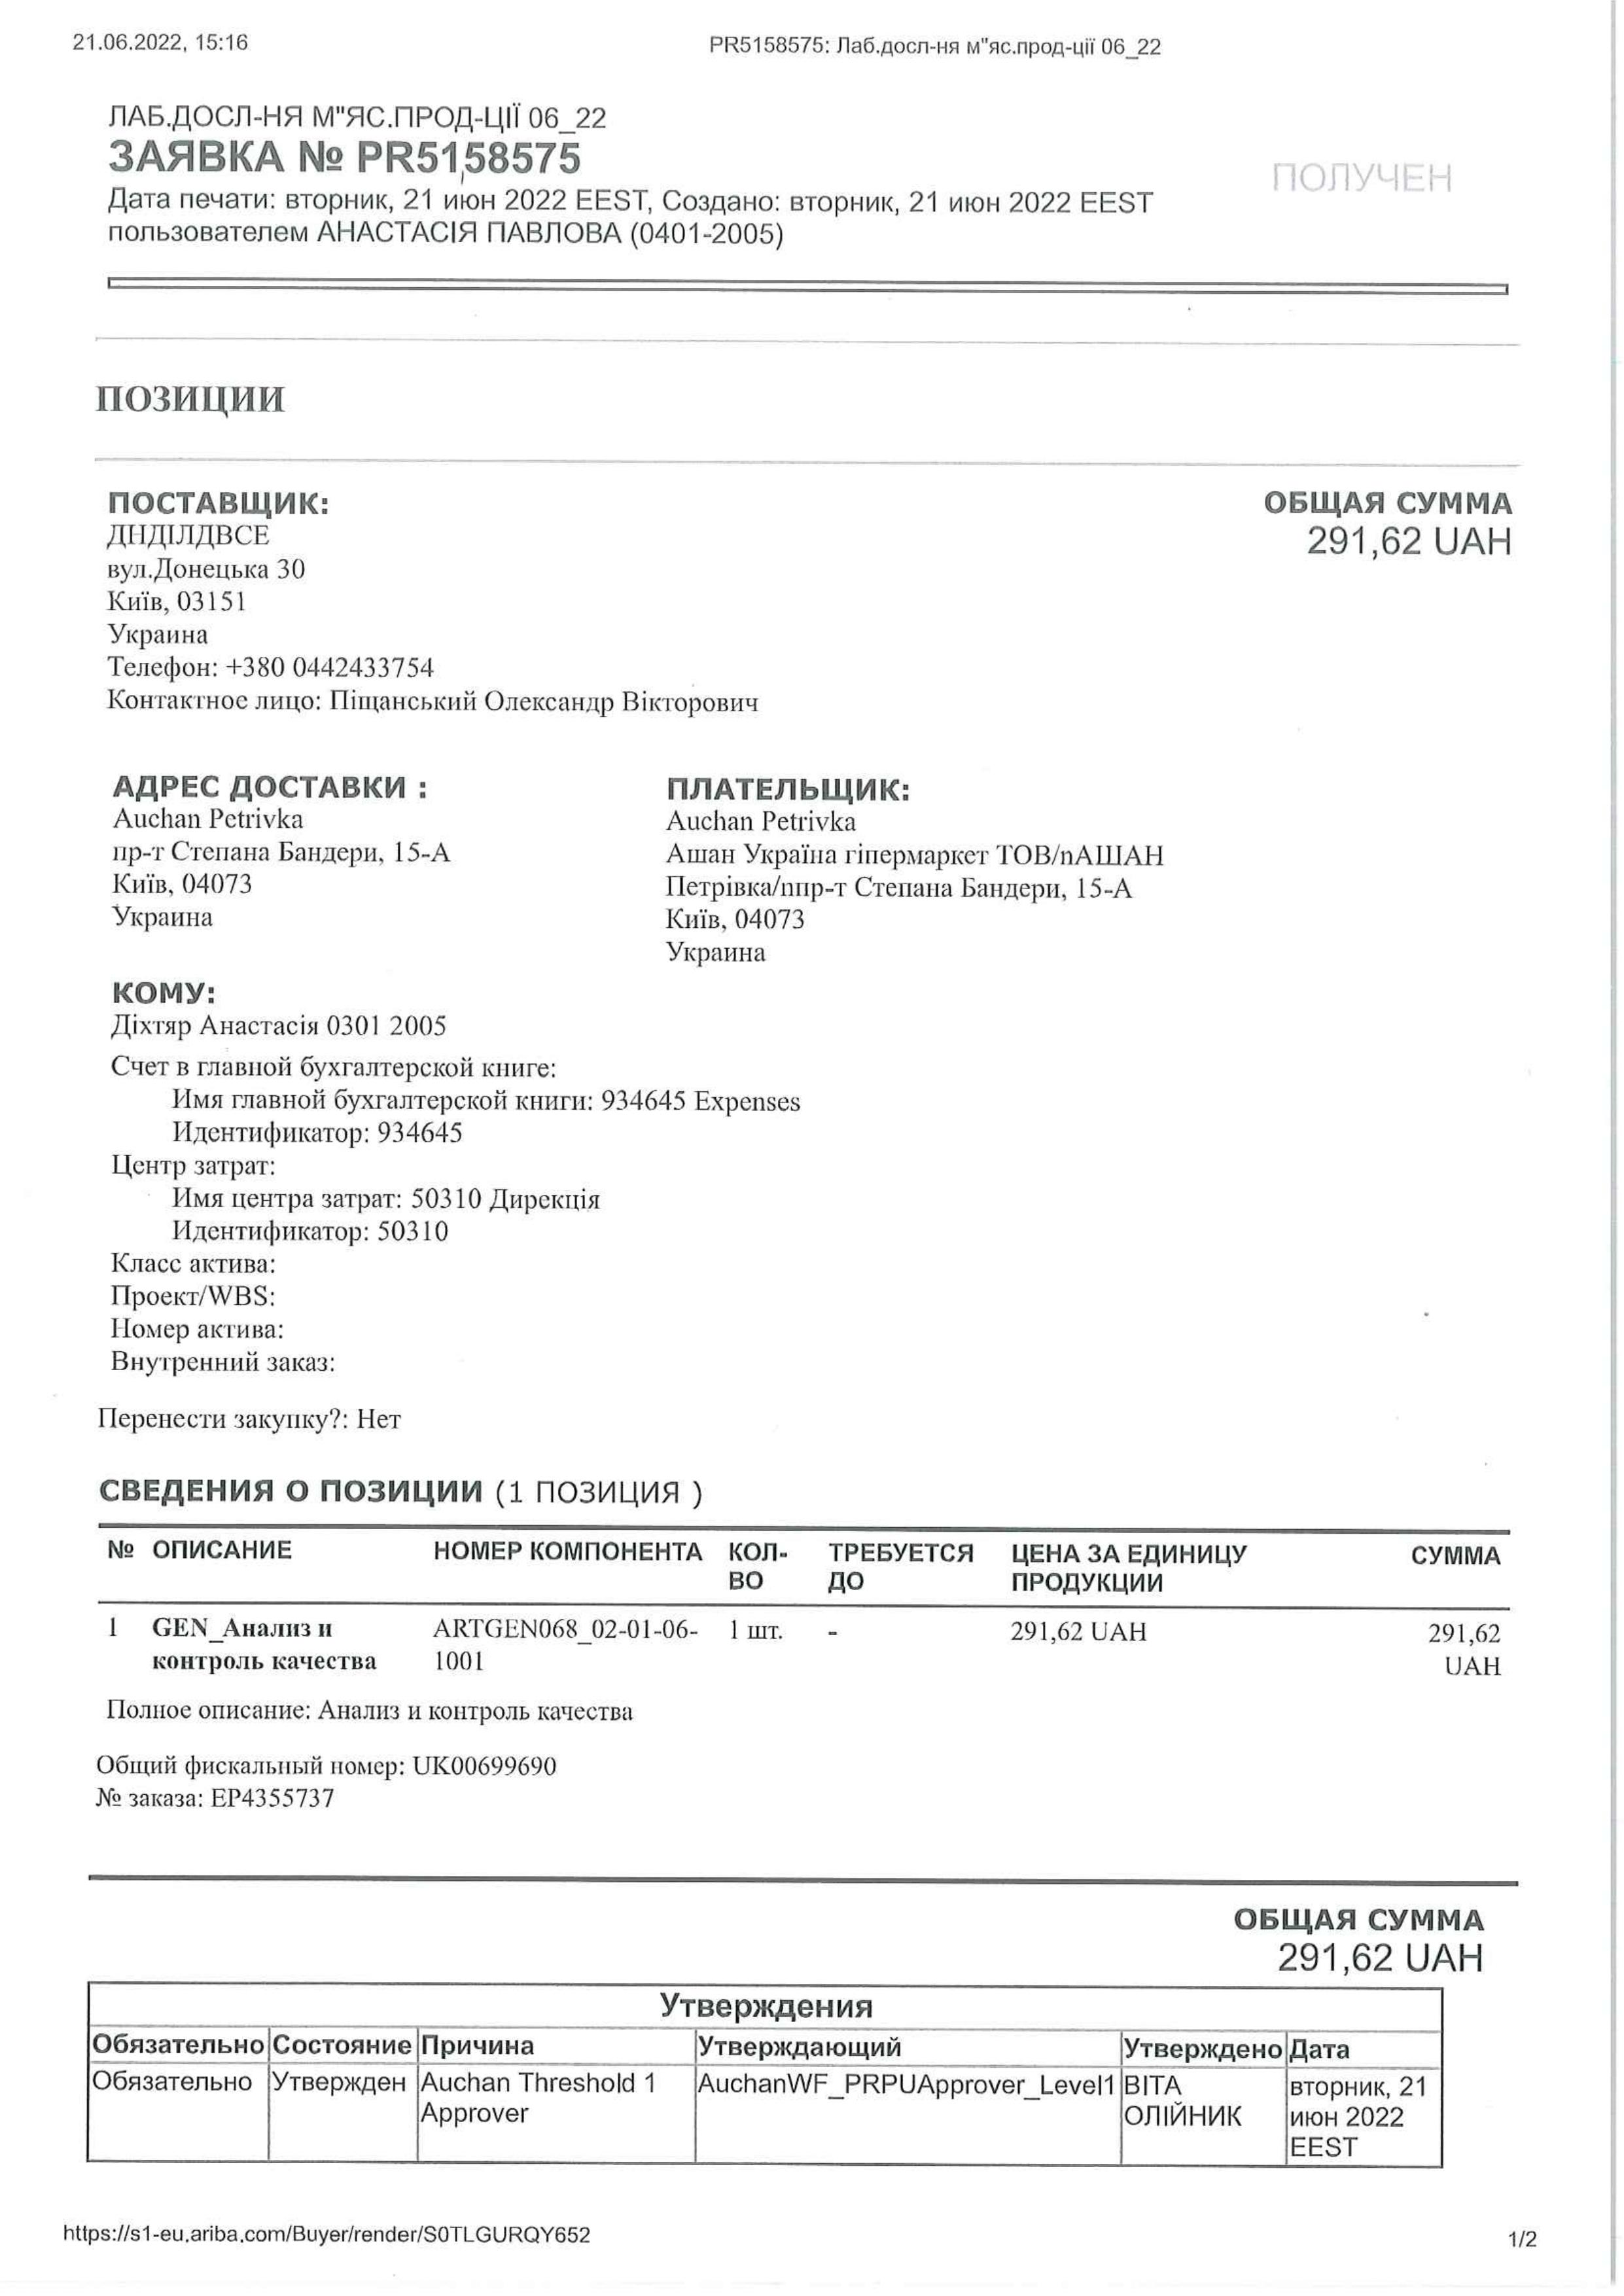 21.06.2022, 15:16
PR5158575: Лаб.досл-ня м"яс.прод-ції 06_22
ЛАБ.ДОСЛ-НЯ М"ЯС.ПРОД-ЦІЇ 06_22
ЗАЯВКА № PR5158575
ПОЛУЧЕН
Дата печати: вторник, 21 июн 2022 EEST, Создано: вторник, 21 июн 2022 EEST
пользователем АНАСТАСІЯ ПАВЛОВА (0401-2005)
ПОЗИЦИИ
ПОСТАВЩИК:
ДНДІЛДВСЕ
вул.Донецька 30
Київ, 03151
Украина
Телефон: +380 0442433754
Контактное лицо: Піщанський Олександр Вікторович
ОБЩАЯ СУММА
291,62 UAH
АДРЕС ДОСТАВКИ :
Auchan Petrivka
пр-т Степана Бандери, 15-А
Київ, 04073
Украина
ПЛАТЕЛЬЩИК:
Auchan Petrivka
Ашан Україна гіпермаркет ТОВ/nАШАН
Петрівка/nпр-т Степана Бандери, 15-А
Київ, 04073
Украина
КОМУ:
Діхтяр Анастасія 0301 2005
Счет в главной бухгалтерской книге:
Имя главной бухгалтерской книги: 934645 Expenses
Идентификатор: 934645
Центр затрат:
Имя центра затрат: 50310 Дирекція
Идентификатор: 50310
Класс актива:
Проект/WBS:
Номер актива:
Внутренний заказ:
Перенести закупку?: Нет
СВЕДЕНИЯ О ПОЗИЦИИ (1 ПОЗИЦИЯ )
№ ОПИСАНИЕ НОМЕР КОМПОНЕНТА КОЛ- ТРЕБУЕТСЯ ЦЕНА ЗА ЕДИНИЦУ СУММА
ВО ДО ПРОДУКЦИИ
1 GEN_Анализ и ARTGEN068_02-01-06- 1 шт. - 291,62 UAH 291,62
контроль качества 1001 UAH
Полное описание: Анализ и контроль качества
Общий фискальный номер: UK00699690
№ заказа: EP4355737
ОБЩАЯ СУММА
291,62 UAH
Утверждения
Обязательно Состояние Причина Утверждающий Утверждено Дата
Обязательно Утвержден Auchan Threshold 1 AuchanWF_PRPUApprover_Level1 ВІТА вторник, 21
Approver ОЛІЙНИК июн 2022
EEST
https://s1-eu.ariba.com/Buyer/render/S0TLGURQY652
1/2